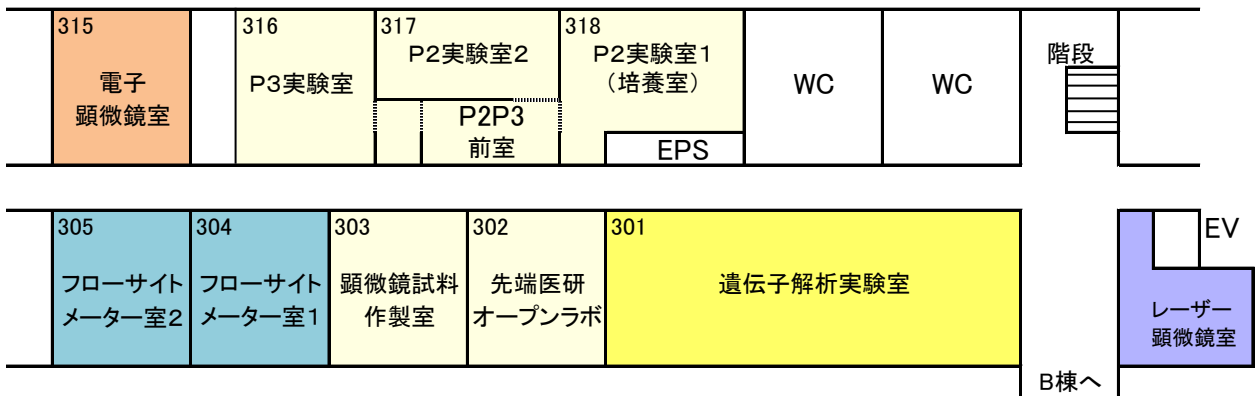 315
電子
顕微鏡室
316
P3実験室
317
P2実験室2
P2P3
前室
318
P2実験室1
(培養室)
EPS
WC
WC
階段
305
フローサイト
メーター室2
304
フローサイト
メーター室1
303
顕微鏡試料
作製室
302
先端医研
オープンラボ
301
遺伝子解析実験室
EV
レーザー
顕微鏡室
B棟へ